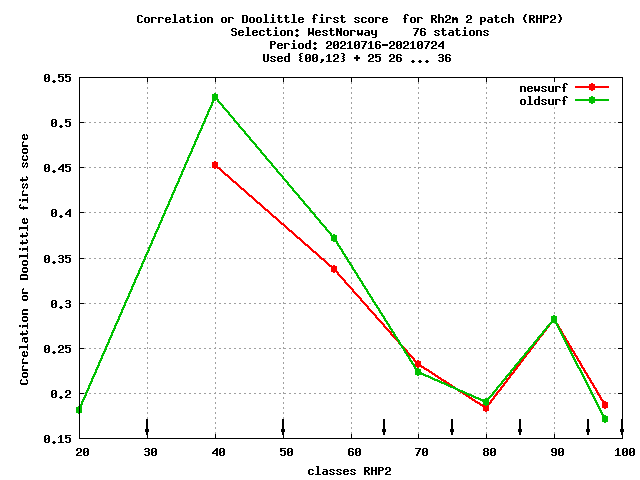 Correlation or Doolittle first score  for Rh2m 2 patch (RHP2)
Selection: WestNorway     76 stations
Period: 20210716-20210724
Used {00,12} + 25 26 ... 36
newsurf
oldsurf
Correlation or Doolittle first score
0.55
0.5
0.45
0.4
0.35
0.3
0.25
0.2
0.15
20 30 40 50 60 70 80 90 100
classes RHP2